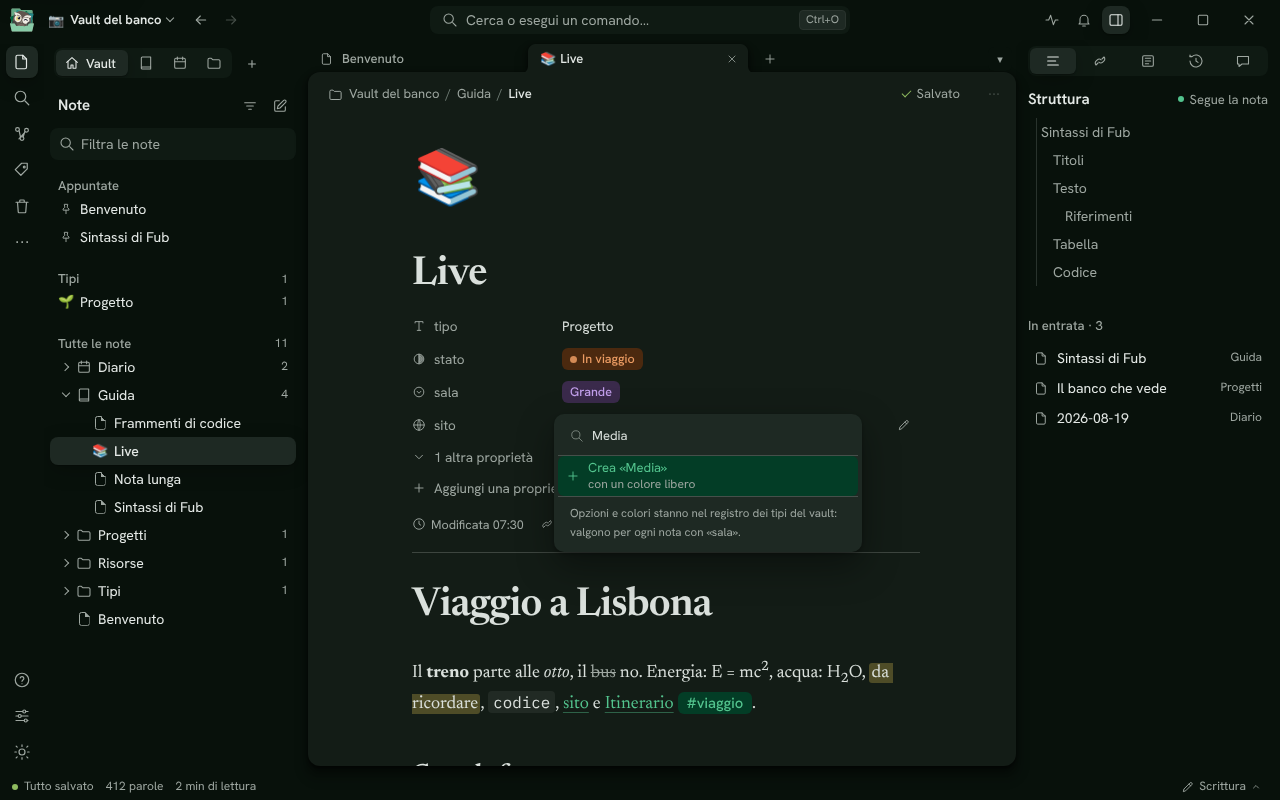 Vault del banco
Cerca o esegui un comando...
Ctrl+O
Vault
Benvenuto
Live
Note
Filtra le note
Appuntate
Benvenuto
Sintassi di Fub
Tipi 1
Progetto 1
Tutte le note 11
Diario 2
Guida 4
Frammenti di codice
Live
Nota lunga
Sintassi di Fub
Progetti 1
Risorse 1
Tipi 1
Benvenuto
Vault del banco / Guida / Live
Salvato
Live
tipo Progetto
stato In viaggio
sala Grande
sito
1 altra proprietà
Aggiungi una proprie
Modificata 07:30
Media
Crea «Media»
con un colore libero
Opzioni e colori stanno nel registro dei tipi del vault:
valgono per ogni nota con «sala».
Viaggio a Lisbona
Il treno parte alle otto, il bus no. Energia: E = mc², acqua: H₂O, da
ricordare, codice, sito e Itinerario #viaggio.
Struttura
Segue la nota
Sintassi di Fub
Titoli
Testo
Riferimenti
Tabella
Codice
In entrata · 3
Sintassi di Fub Guida
Il banco che vede Progetti
2026-08-19 Diario
Tutto salvato 412 parole 2 min di lettura
Scrittura